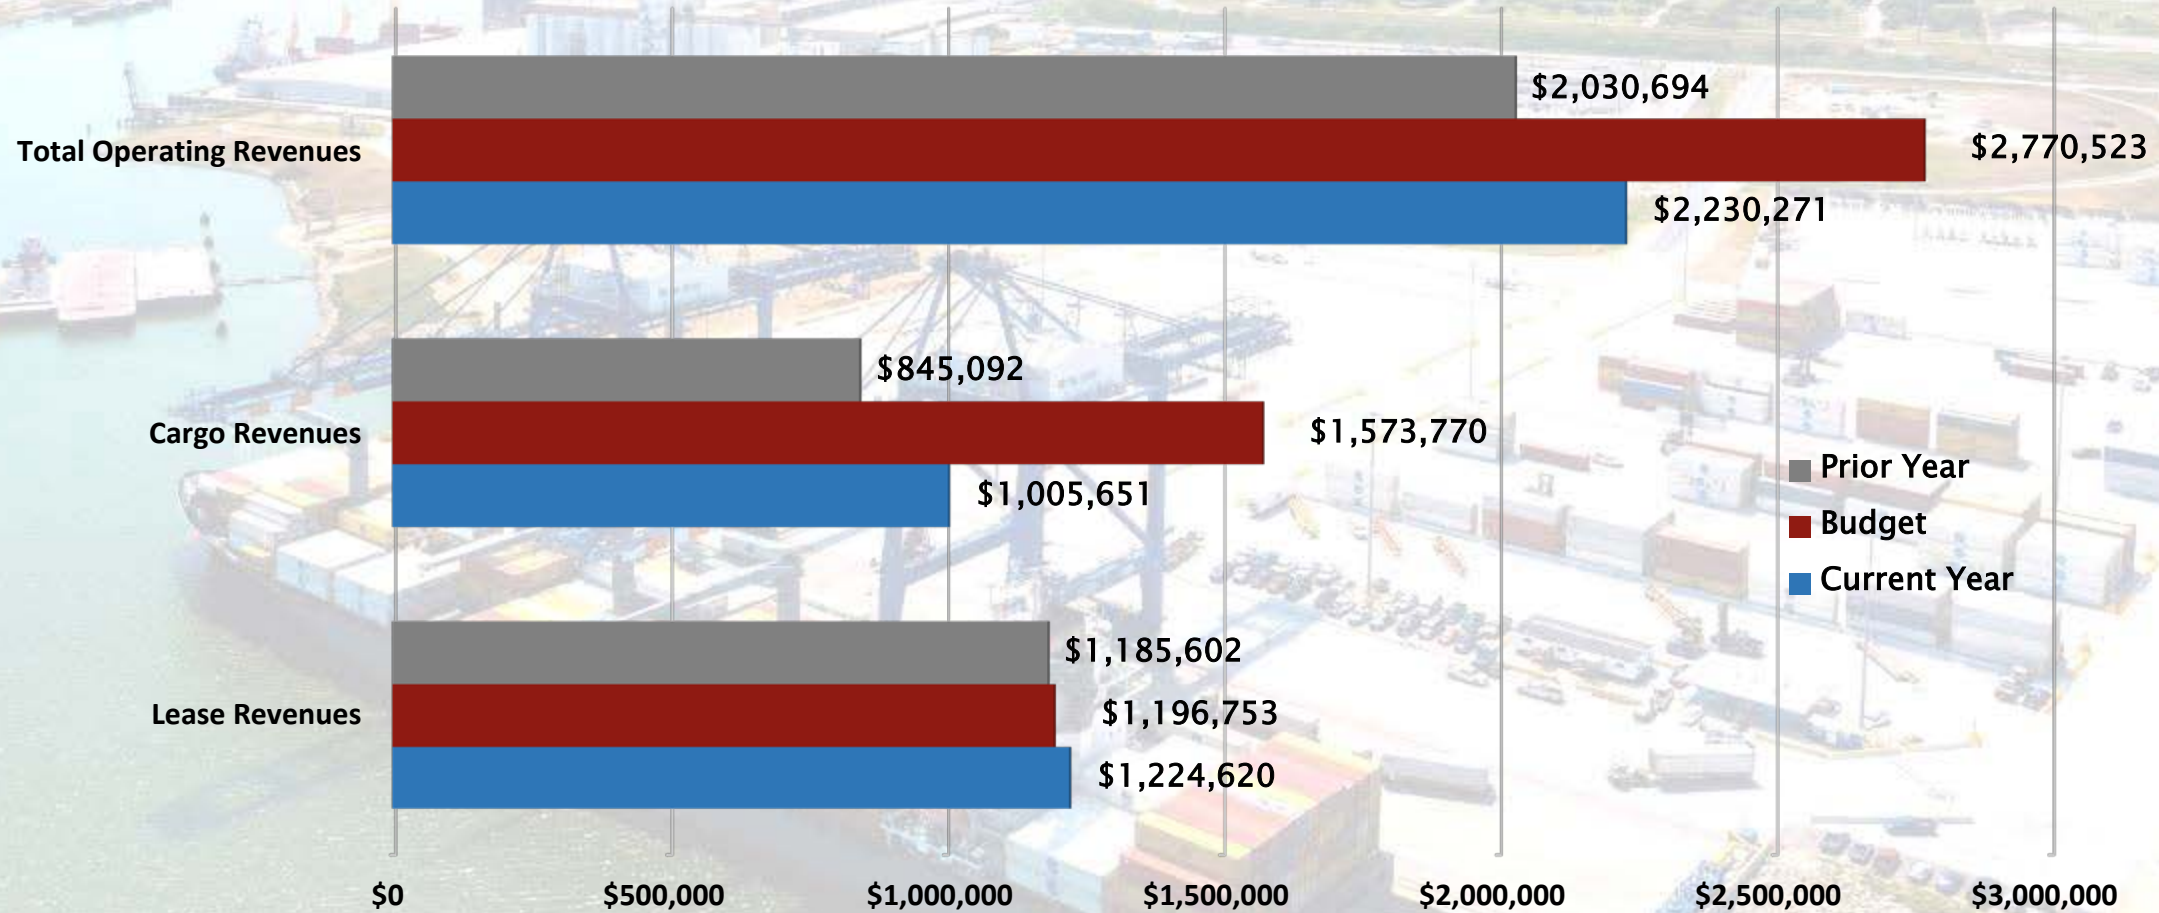 $2,030,694
Total Operating Revenues
$2,770,523
$2,230,271
$845,092
Cargo Revenues
$1,573,770
$1,005,651
Prior Year
Budget
Current Year
$1,185,602
Lease Revenues
$1,196,753
$1,224,620
$0 $500,000 $1,000,000 $1,500,000 $2,000,000 $2,500,000 $3,000,000